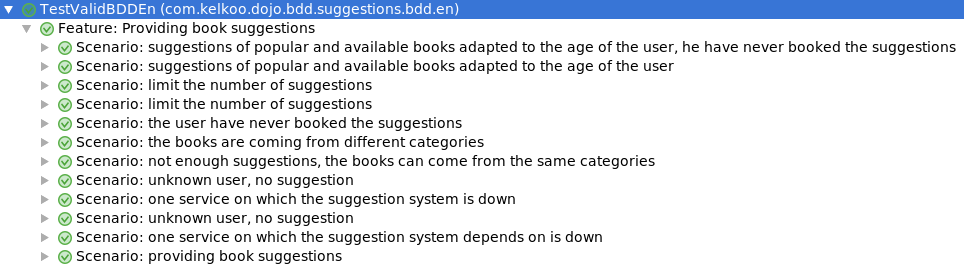 TestValidBDDEn (com.kelkoo.dojo.bdd.suggestions.bdd.en)
Feature: Providing book suggestions
Scenario: suggestions of popular and available books adapted to the age of the user, he have never booked the suggestions
Scenario: suggestions of popular and available books adapted to the age of the user
Scenario: limit the number of suggestions
Scenario: limit the number of suggestions
Scenario: the user have never booked the suggestions
Scenario: the books are coming from different categories
Scenario: not enough suggestions, the books can come from the same categories
Scenario: unknown user, no suggestion
Scenario: one service on which the suggestion system is down
Scenario: unknown user, no suggestion
Scenario: one service on which the suggestion system depends on is down
Scenario: providing book suggestions